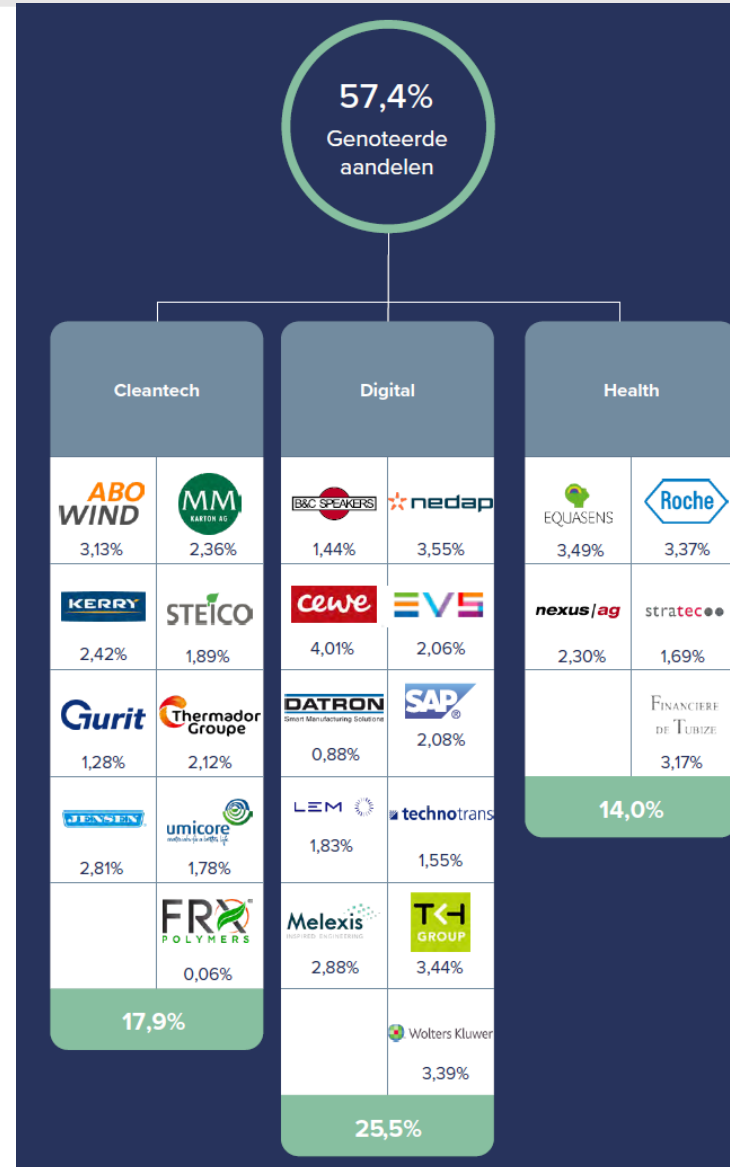 57,4%
Genoteerde
aandelen
Cleantech
ABO
WIND
3,13%
MM
KARTON AG
2,36%
KERRY
2,42%
STEICO
1,89%
Gurit
1,28%
Thermador
Groupe
2,12%
JENSEN
2,81%
umicore
1,78%
FRX
POLYMERS
0,06%
17,9%
Digital
B&C SPEAKERS
1,44%
nedap
3,55%
cewe
4,01%
EVS
2,06%
DATRON
Smart Manufacturing Solutions
0,88%
SAP®
2,08%
LEM
1,83%
technotrans
1,55%
Melexis
INSPIRED ENGINEERING
2,88%
TKH
GROUP
3,44%
Wolters Kluwer
3,39%
25,5%
Health
EQUASENS
3,49%
Roche
3,37%
nexus|ag
2,30%
stratec
1,69%
FINANCIERE
DE TUBIZE
3,17%
14,0%